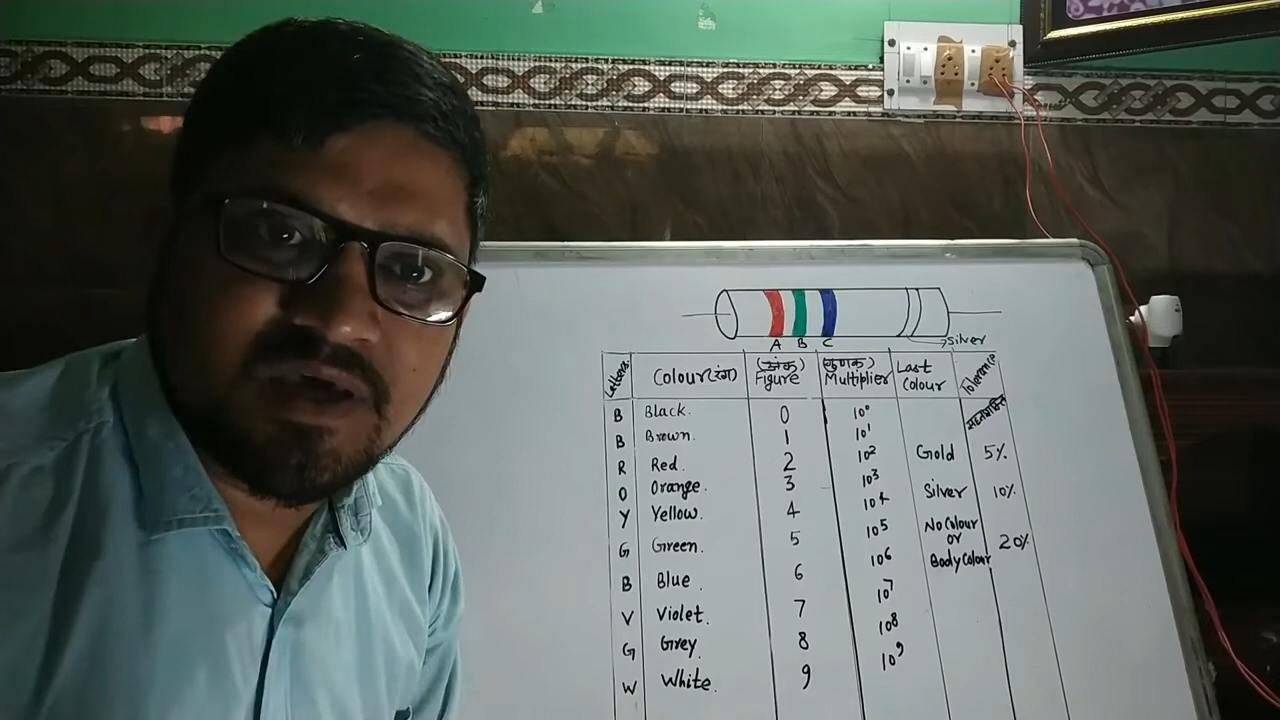 A B C
silver
Letters. Colour(रंग) (अंक) Figure (गुणक) Multiplier Last Colour Tolerence
B Black. 0 10⁰
B Brown. 1 10¹
R Red. 2 10² Gold 5%
O Orange. 3 10³
Y Yellow. 4 10⁴ Silver 10%
G Green. 5 10⁵ No Colour or Body Colour 20%
B Blue. 6 10⁶
V Violet. 7 10⁷
G Grey. 8 10⁸
W White. 9 10⁹